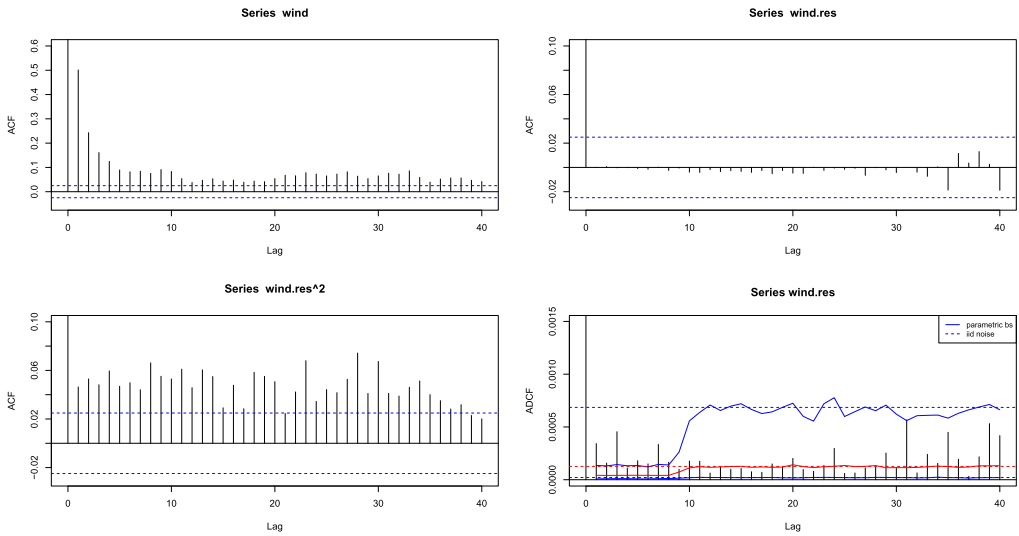 Series wind
ACF
0.0 0.1 0.2 0.3 0.4 0.5 0.6
0 10 20 30 40
Lag
Series wind.res
ACF
−0.02 0.02 0.06 0.10
0 10 20 30 40
Lag
Series wind.res^2
ACF
−0.02 0.02 0.06 0.10
0 10 20 30 40
Lag
Series wind.res
ADCF
0.0000 0.0005 0.0010 0.0015
parametric bs
iid noise
0 10 20 30 40
Lag